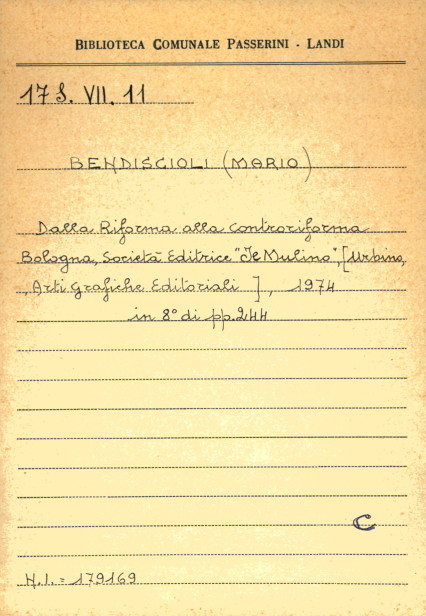 BIBLIOTECA COMUNALE PASSERINI - LANDI
17 S. VII. 11
BENDISCIOLI (MARIO)
Dalla Riforma alla controriforma
Bologna, Società Editrice "Il Mulino", [Urbino,
Arti Grafiche Editoriali], 1974
in 8° di pp. 244
C
N.I. = 179169